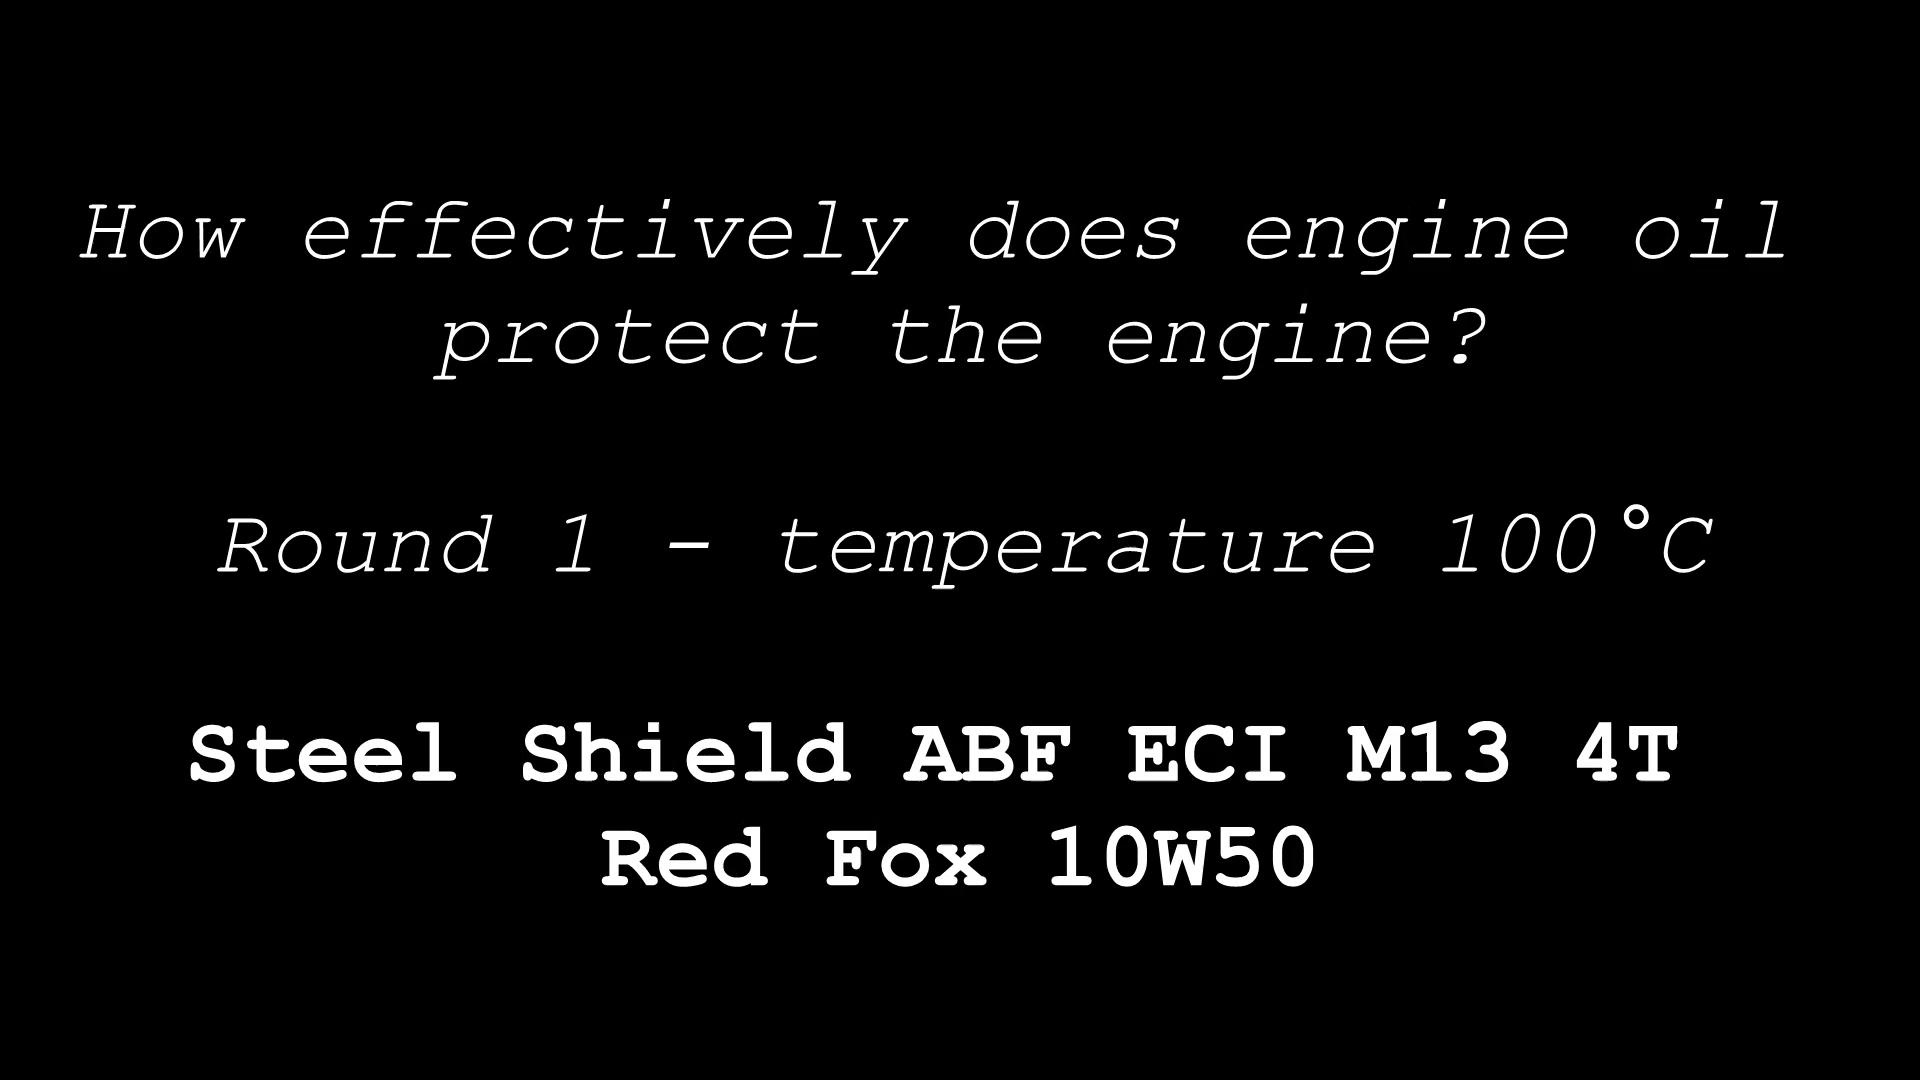 How effectively does engine oil
protect the engine?
Round 1 - temperature 100°C
Steel Shield ABF ECI M13 4T
Red Fox 10W50